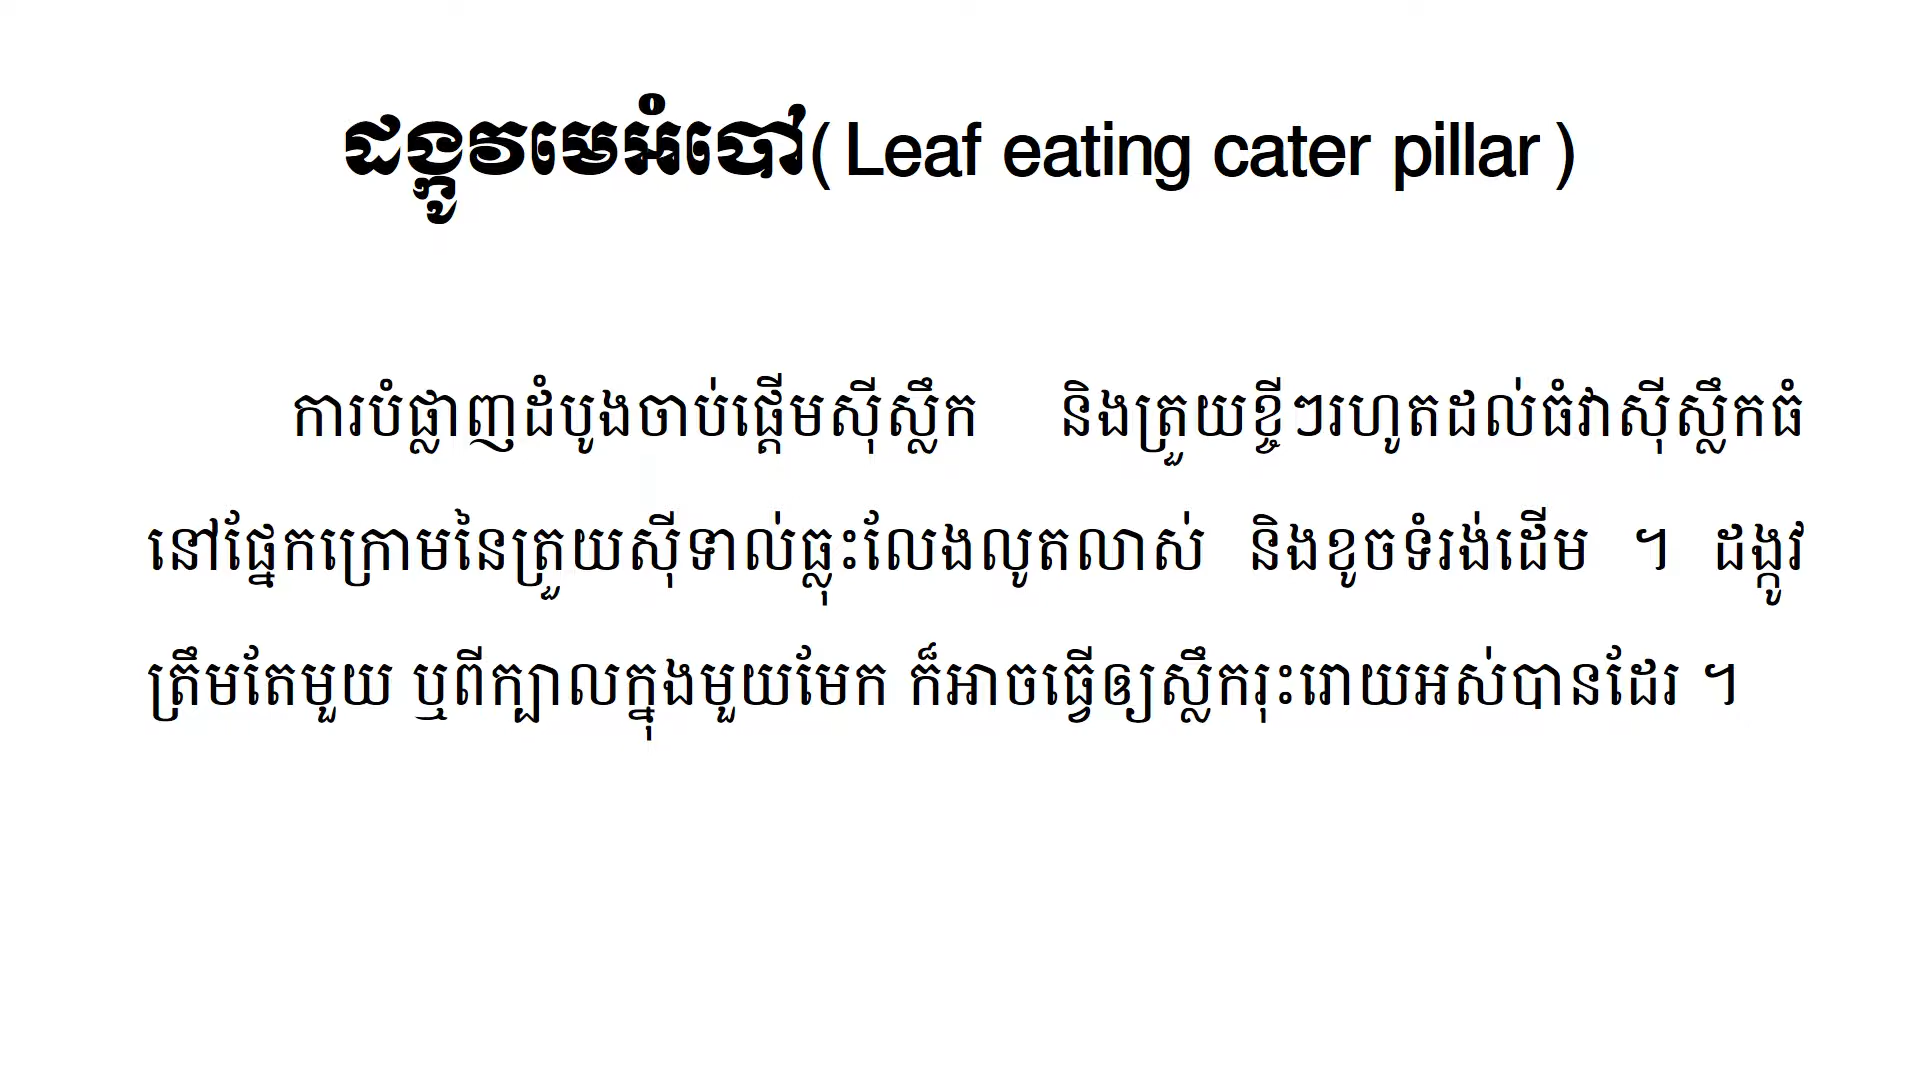 ដង្កូវមេអំបៅ( Leaf eating cater pillar )
ការបំផ្លាញដំបូងចាប់ផ្តើមស៊ីស្លឹក និងត្រួយខ្ចីៗរហូតដល់ធំវាស៊ីស្លឹកធំ
នៅផ្នែកក្រោមនៃត្រួយស៊ីទាល់ធ្លុះលែងលូតលាស់ និងខូចទំរង់ដើម ។ ដង្កូវ
ត្រឹមតែមួយ ឬពីក្បាលក្នុងមួយមែក ក៏អាចធ្វើឲ្យស្លឹករុះរោយអស់បានដែរ ។